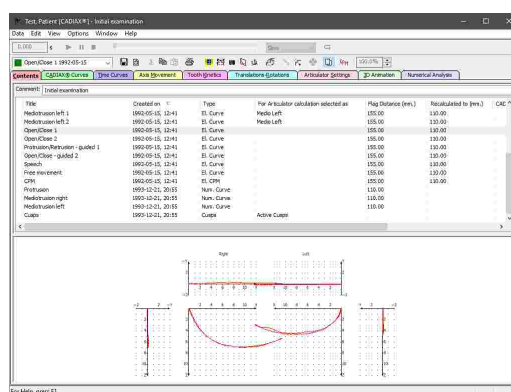 Test, Patient [CADIAX®] - Initial examination
Date Edit View Options Window Help
0.000 s Slow 100.0%
Open/Close 1 1992-05-15
Contents CADIAX® Curves Time Curves Axis Movement Tooth Kinetics Translations-Rotations Articulator Settings 3D Animation Numerical Analysis
Comment: Initial examination
Title Created on Type For Articulator calculation selected as Flag Distance (mm.) Recalculated to (mm.) CAC
Mediotrusion left 1 1992-05-15, 12:41 El. Curve Medio Left 155.00 110.00
Mediotrusion left 2 1992-05-15, 12:41 El. Curve Medio Left 155.00 110.00
Open/Close 1 1992-05-15, 12:41 El. Curve 155.00 110.00
Open/Close 2 1992-05-15, 12:41 El. Curve 155.00 110.00
Protrusion/Retrusion - guided 1 1992-05-15, 12:41 El. Curve 155.00 110.00
Open/Close - guided 2 1992-05-15, 12:41 El. Curve 155.00 110.00
Speech 1992-05-15, 12:41 El. Curve 155.00 110.00
Free movement 1992-05-15, 12:41 El. Curve 155.00 110.00
CPM 1992-05-15, 12:41 El. CPM 155.00 110.00
Protrusion 1993-12-21, 20:55 Num. Curve 110.00
Mediotrusion right 1993-12-21, 20:55 Num. Curve 110.00
Mediotrusion left 1993-12-21, 20:55 Num. Curve 110.00
Cusps 1993-12-21, 20:55 Cusps Active Cusps
Right Left
For Help, press F1